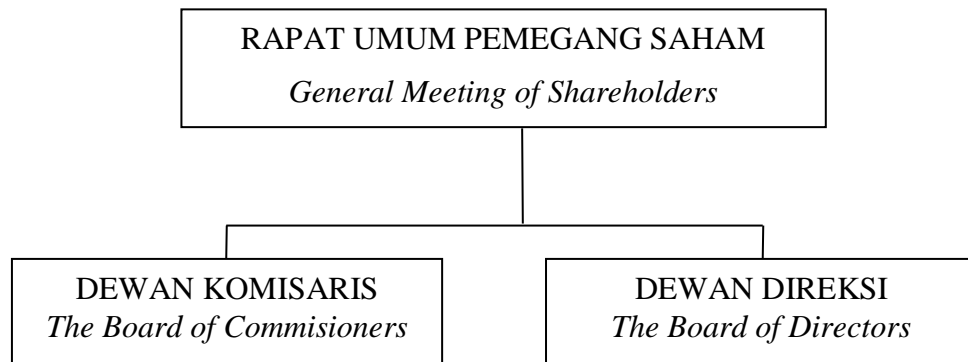 RAPAT UMUM PEMEGANG SAHAM
General Meeting of Shareholders
DEWAN KOMISARIS
The Board of Commisioners
DEWAN DIREKSI
The Board of Directors